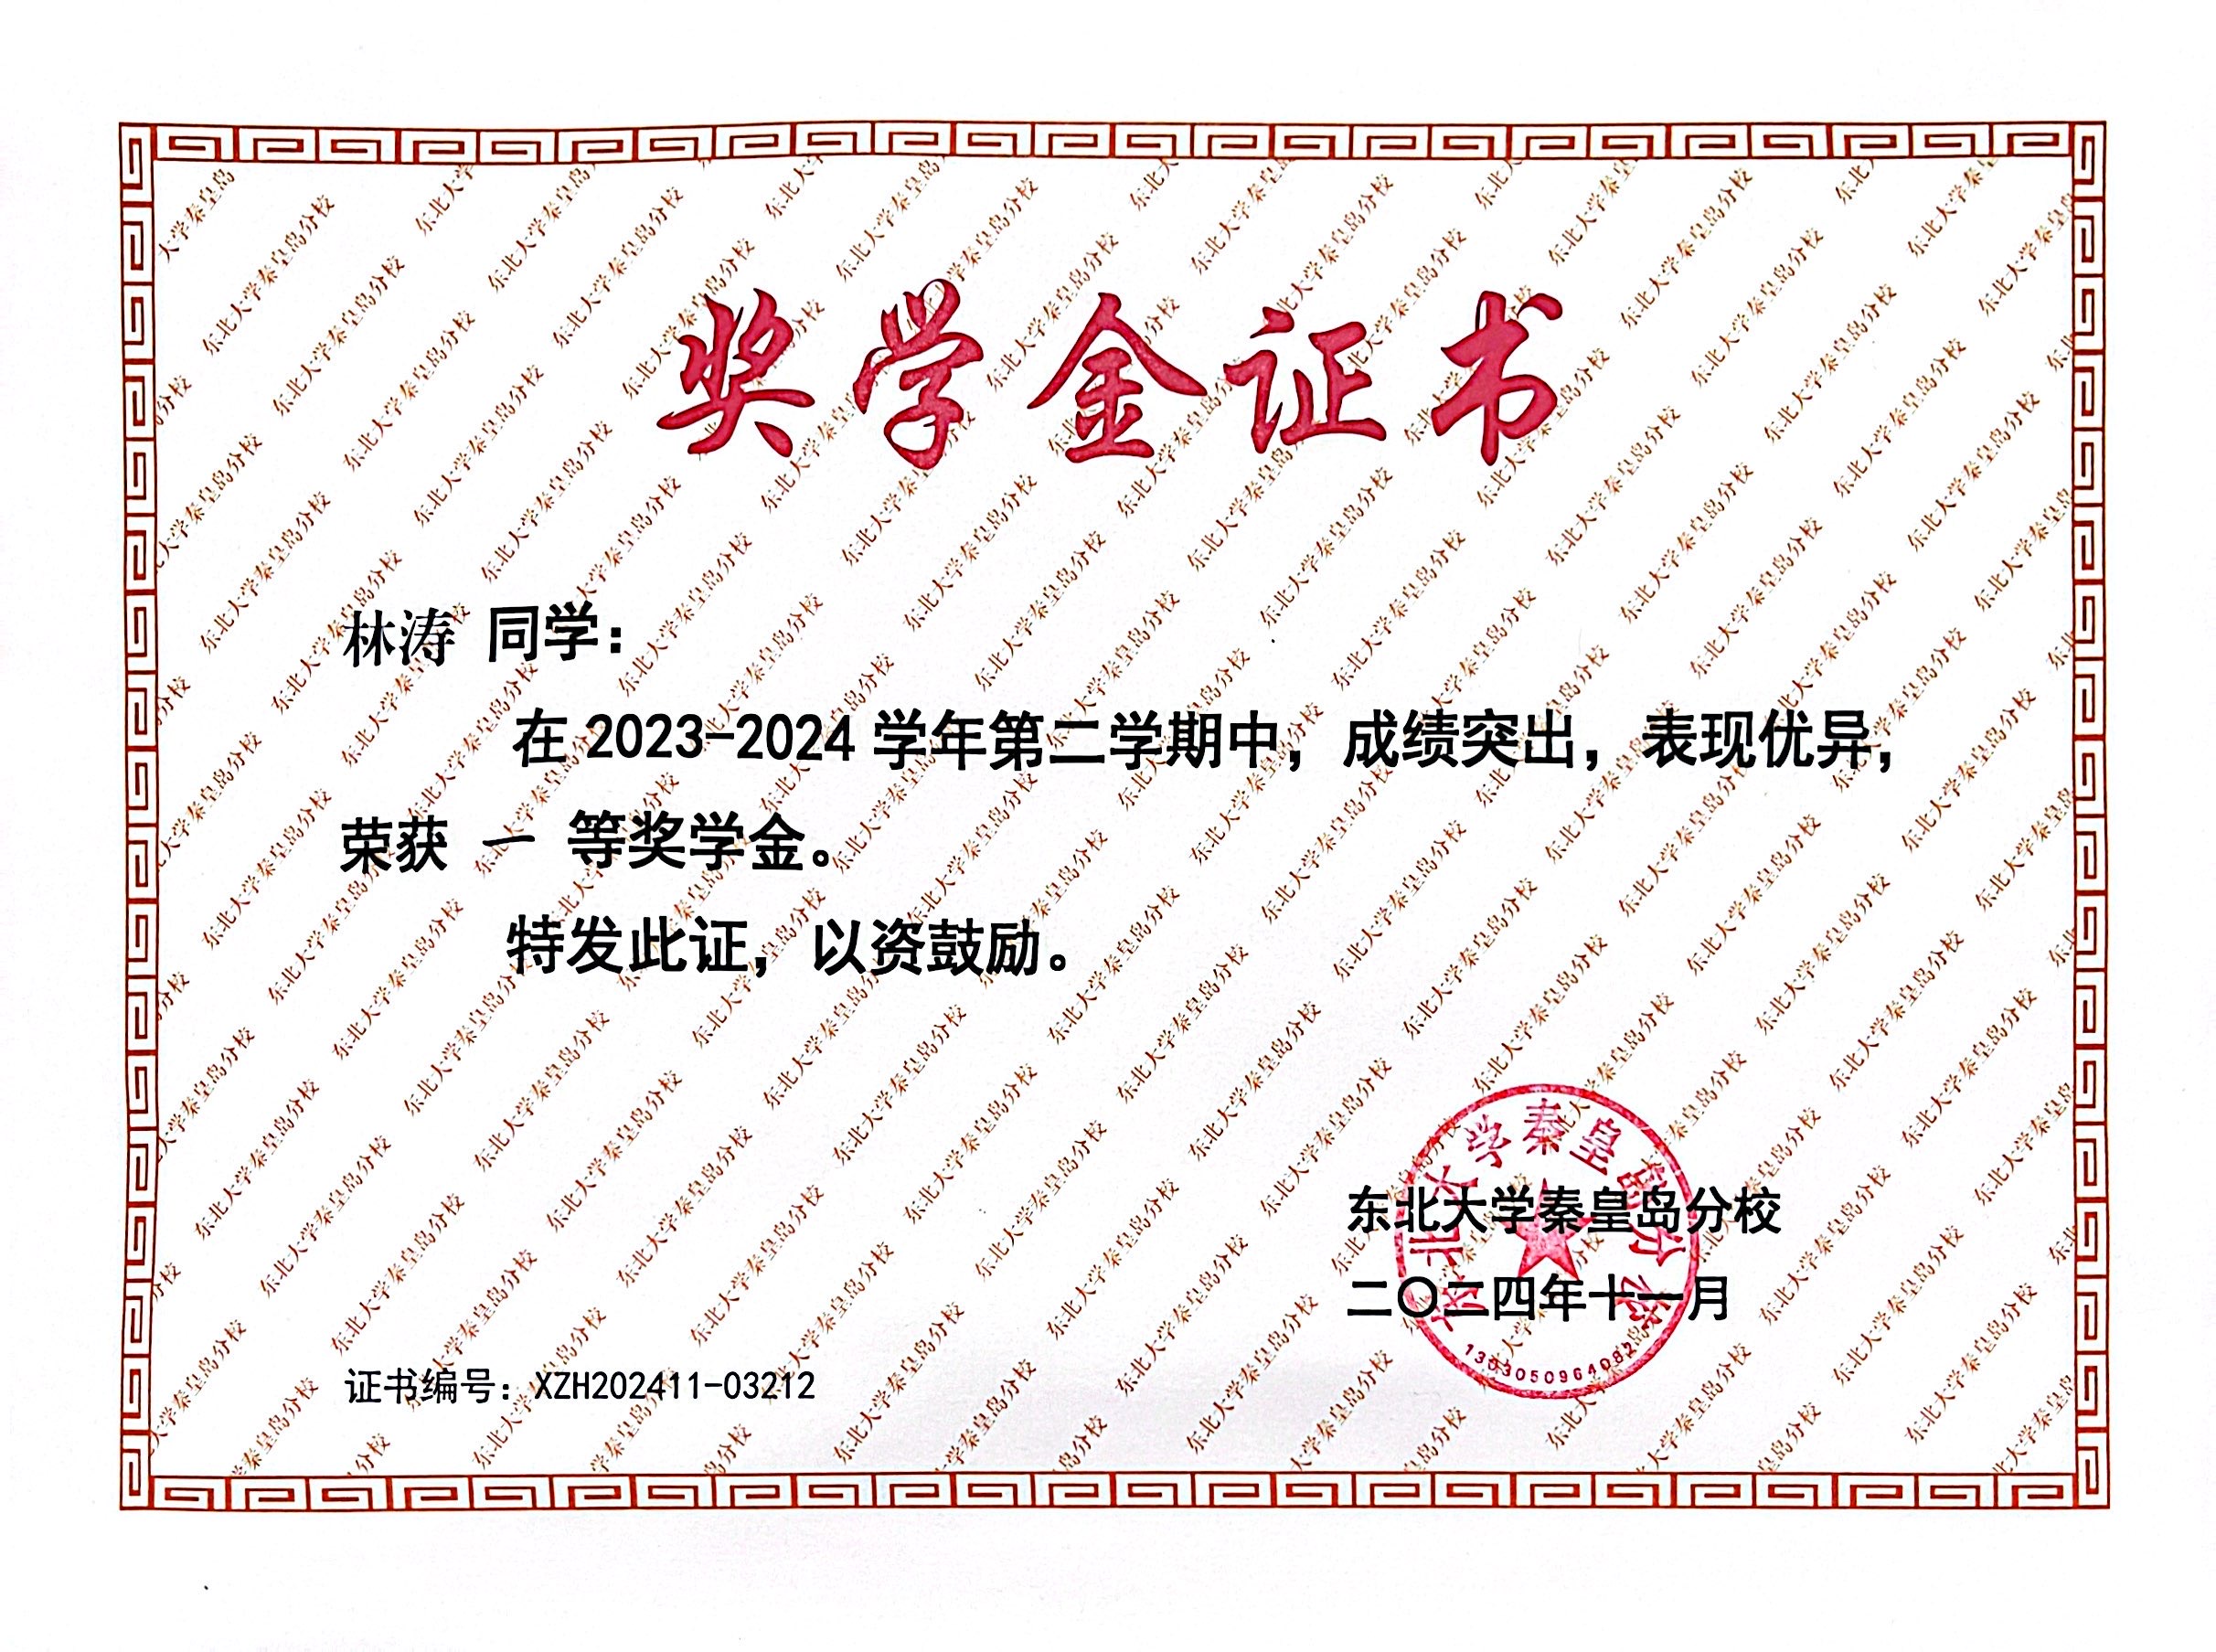 奖学金证书
林涛 同学：
在 2023-2024 学年第二学期中，成绩突出，表现优异，
荣获 一 等奖学金。
特发此证，以资鼓励。
东北大学秦皇岛分校
二〇二四年十一月
证书编号：XZH202411-03212
东北大学秦皇岛分校